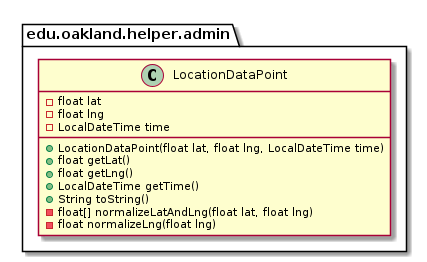 edu.oakland.helper.admin
C LocationDataPoint
float lat
float lng
LocalDateTime time
LocationDataPoint(float lat, float lng, LocalDateTime time)
float getLat()
float getLng()
LocalDateTime getTime()
String toString()
float[] normalizeLatAndLng(float lat, float lng)
float normalizeLng(float lng)